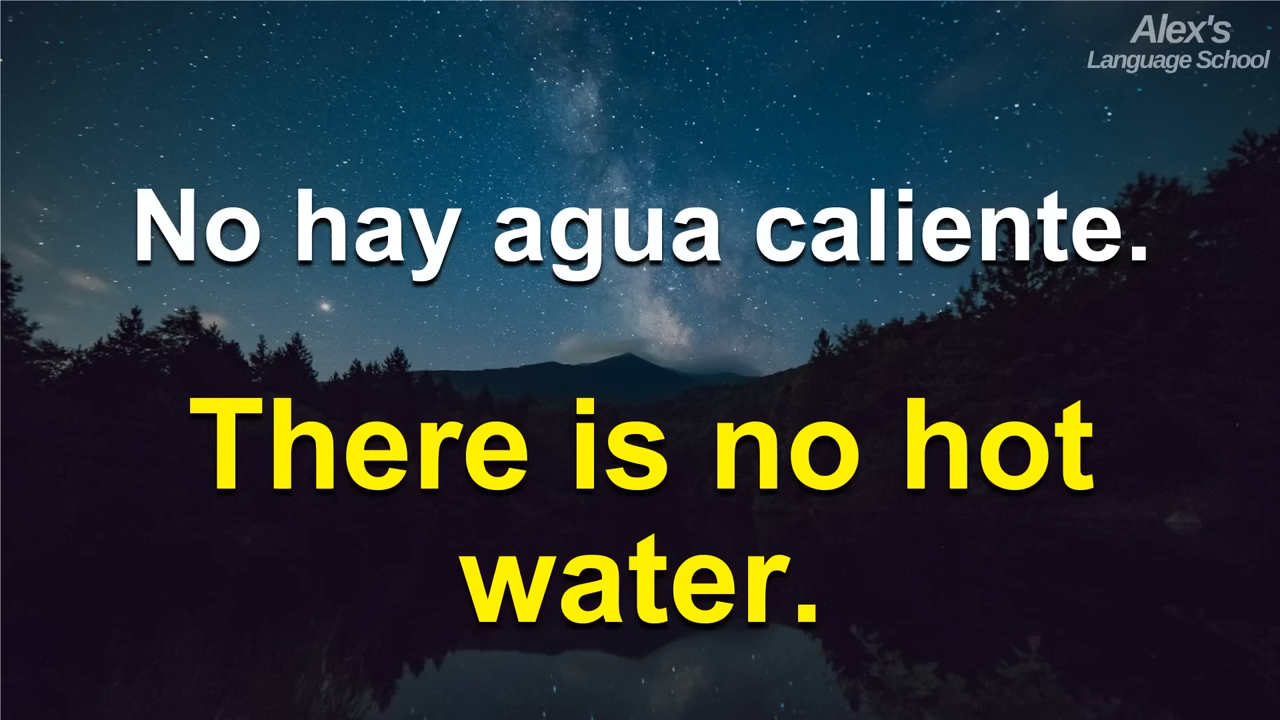 Alex's
Language School
No hay agua caliente.
There is no hot
water.